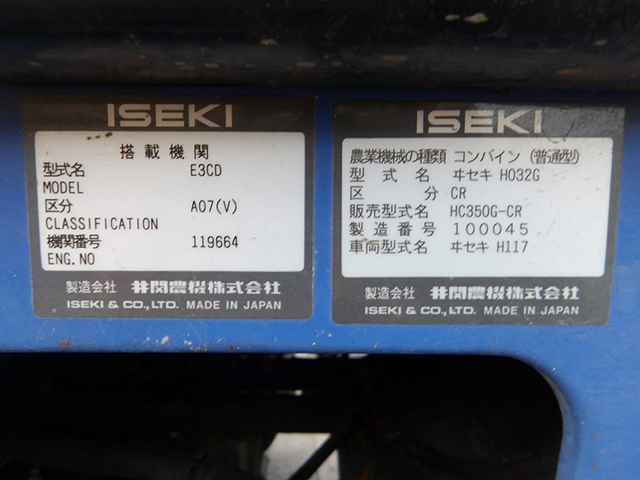 ISEKI
搭載機関
型式名 E3CD
MODEL
区分 A07(V)
CLASSIFICATION
機関番号 119664
ENG.NO
製造会社 井関農機株式会社
ISEKI & CO.,LTD. MADE IN JAPAN
ISEKI
農業機械の種類 コンバイン (普通型)
型式名 ヰセキ HO32G
区分 CR
販売型式名 HC350G-CR
製造番号 100045
車両型式名 ヰセキ H117
製造会社 井関農機株式会社
ISEKI & CO.,LTD. MADE IN JAPAN